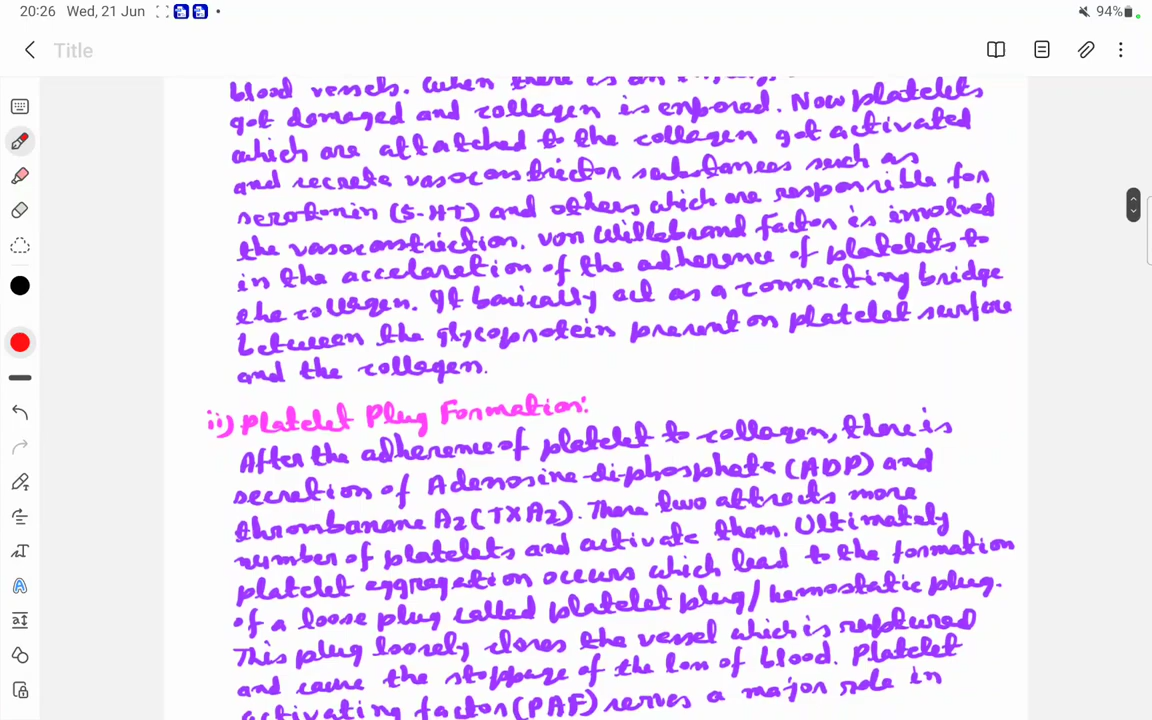 20:26 Wed, 21 Jun
94%
Title
blood vessels. When there is an
got damaged and collagen is exposed. Now platelets
which are attatched to the collagen got activated
and secrete vasoconstrictor substances such as
serotonin (5-HT) and others which are responsible for
the vasoconstriction. von Willebrand Factor is involved
in the accelaration of the adherence of platelets to
the collagen. It basically act as a connecting bridge
between the glycoprotein present on platelet surface
and the collagen.
ii) Platelet Plug Formation:
After the adherence of platelet to collagen, there is
secretion of Adenosine-di-phosphate (ADP) and
thrombaxane A2 (TXA2). These two attracts more
number of platelets and activate them. Ultimately
platelet aggregation occurs which lead to the formation
of a loose plug called platelet plug/hemostatic plug.
This plug loosely closes the vessel which is ruptured
and cause the stoppage of the loss of blood. Platelet
activating factor (PAF) serves a major role in